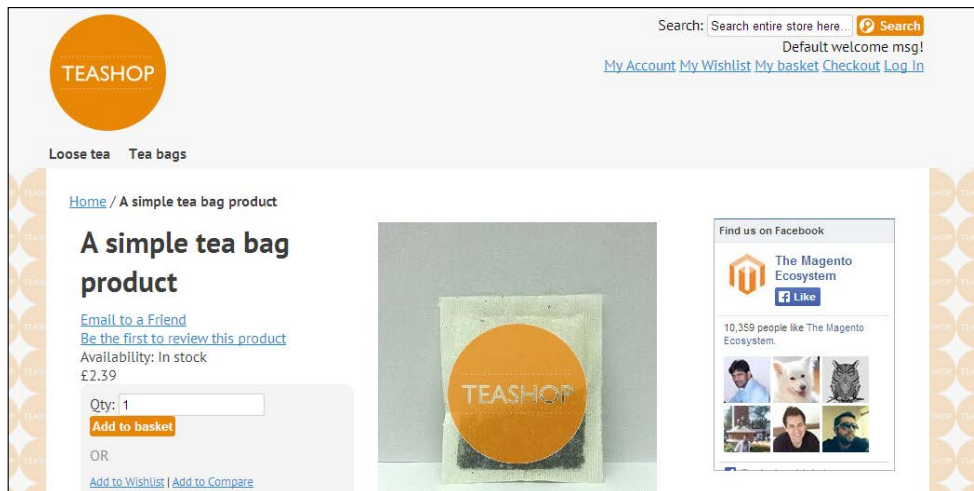 Search: Search entire store here... Search
Default welcome msg!
My Account My Wishlist My basket Checkout Log In
TEASHOP
Loose tea Tea bags
Home / A simple tea bag product
A simple tea bag
product
Email to a Friend
Be the first to review this product
Availability: In stock
£2.39
Qty: 1
Add to basket
OR
Add to Wishlist | Add to Compare
TEASHOP
Find us on Facebook
The Magento
Ecosystem
Like
10,359 people like The Magento
Ecosystem.